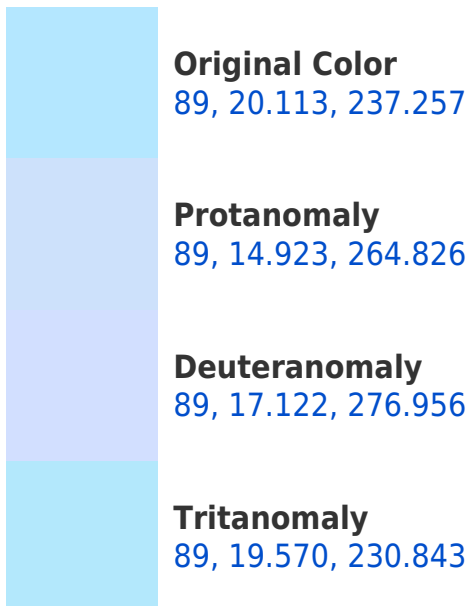 Original Color
89, 20.113, 237.257
Protanomaly
89, 14.923, 264.826
Deuteranomaly
89, 17.122, 276.956
Tritanomaly
89, 19.570, 230.843